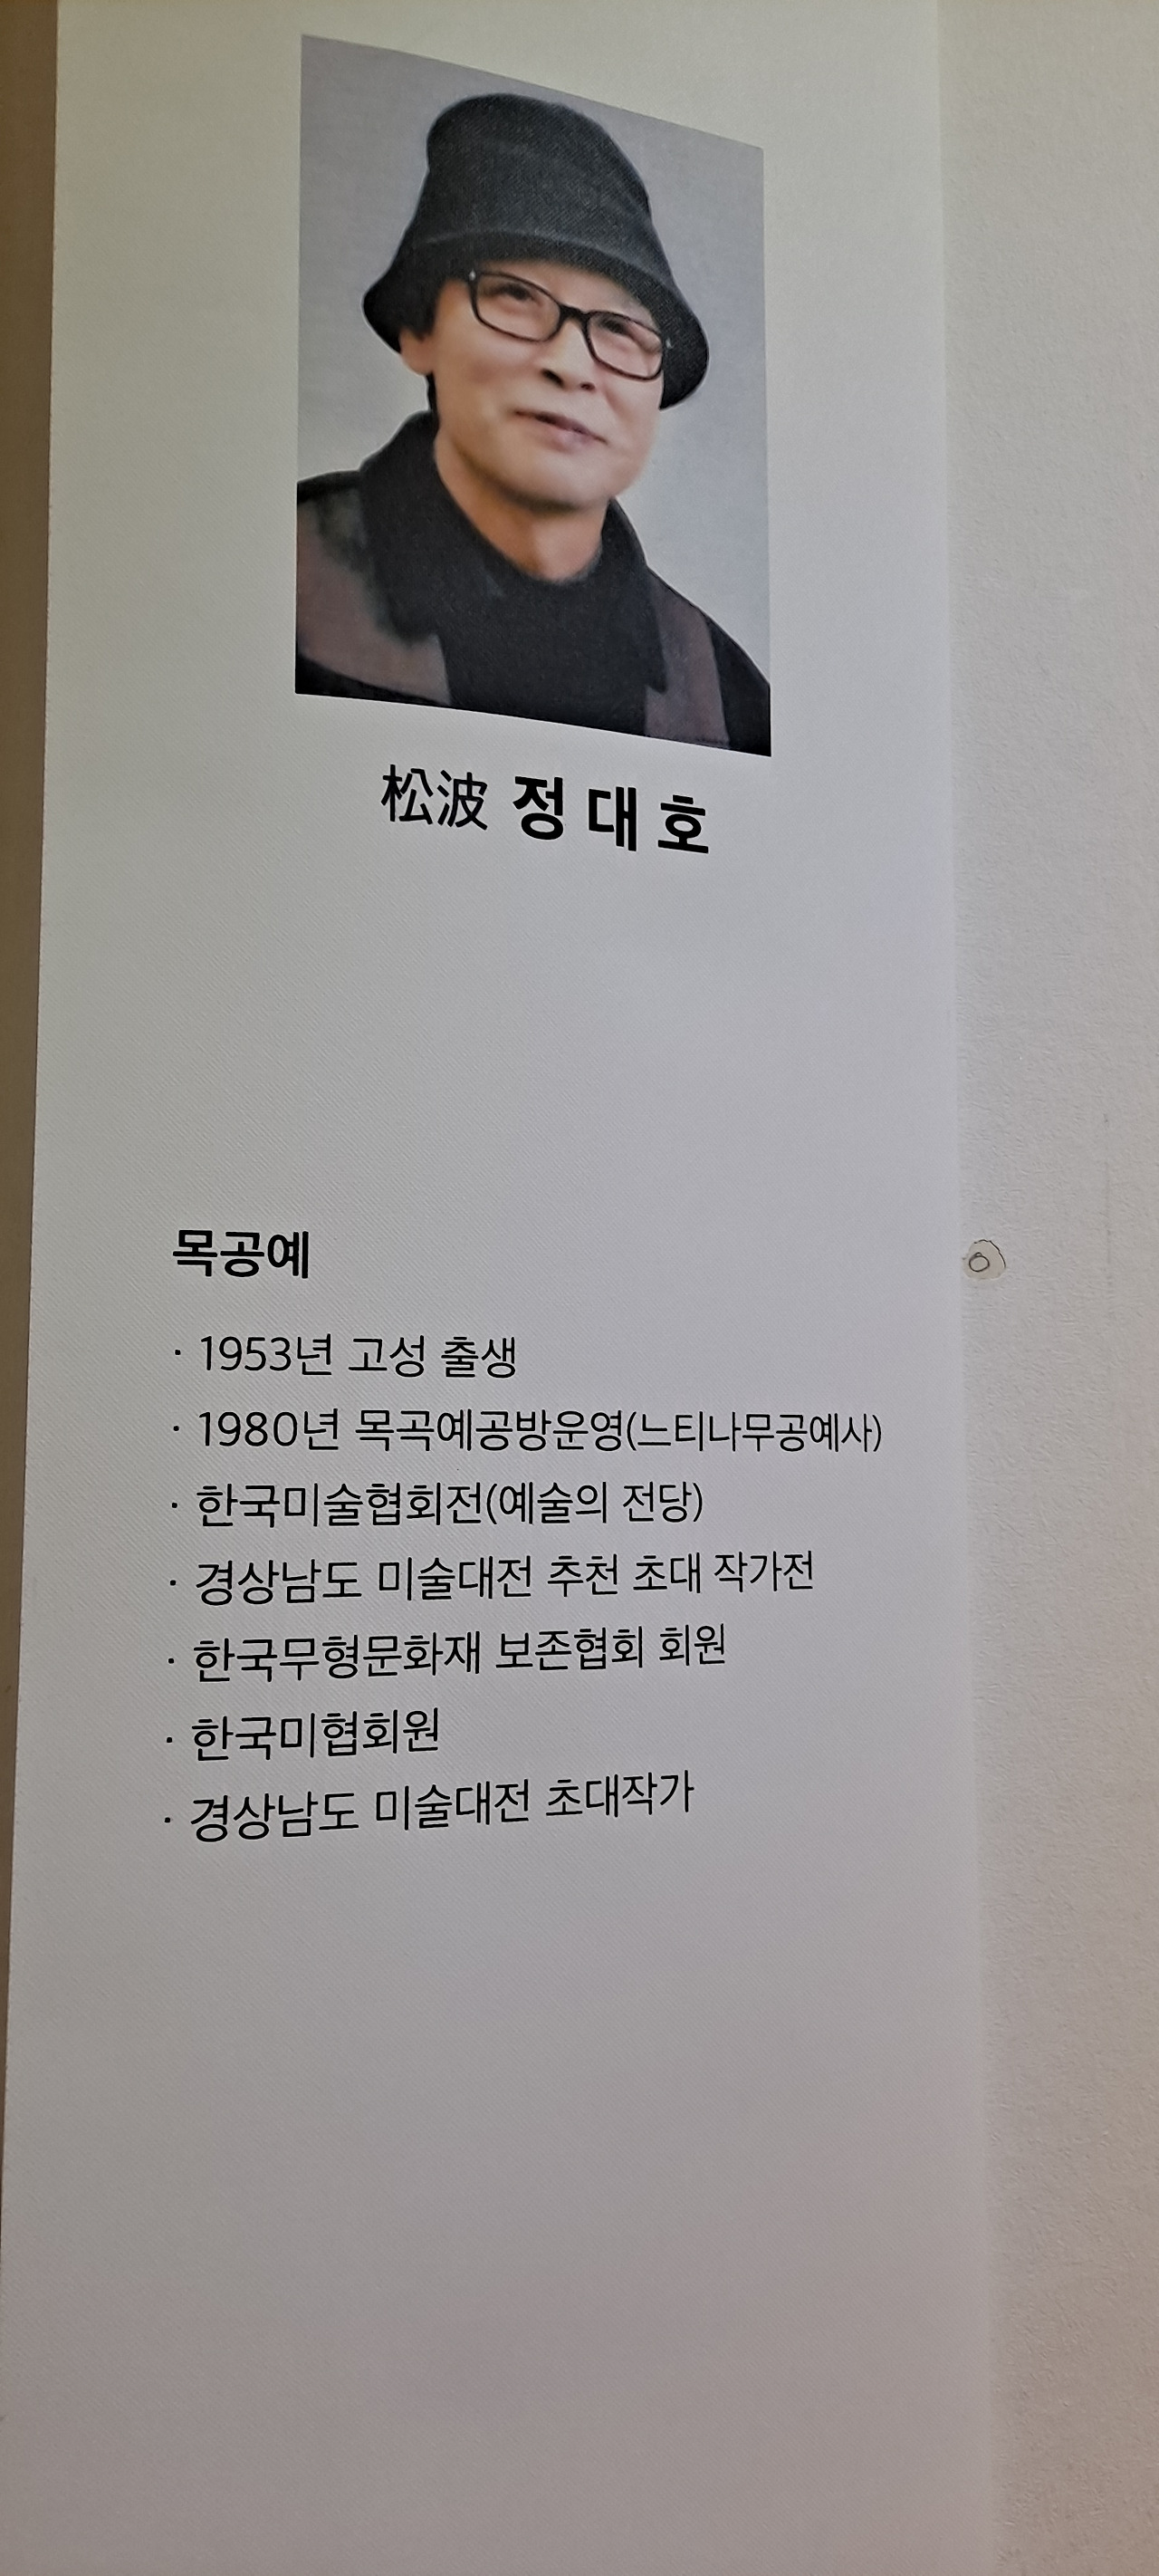 松波 정대호
목공예
· 1953년 고성 출생
· 1980년 목곡예공방운영(느티나무공예사)
· 한국미술협회전(예술의 전당)
· 경상남도 미술대전 추천 초대 작가전
· 한국무형문화재 보존협회 회원
· 한국미협회원
· 경상남도 미술대전 초대작가